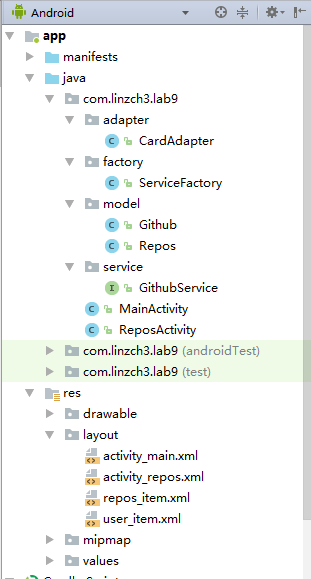 Android
app
manifests
java
com.linzch3.lab9
adapter
CardAdapter
factory
ServiceFactory
model
Github
Repos
service
GithubService
MainActivity
ReposActivity
com.linzch3.lab9 (androidTest)
com.linzch3.lab9 (test)
res
drawable
layout
activity_main.xml
activity_repos.xml
repos_item.xml
user_item.xml
mipmap
values